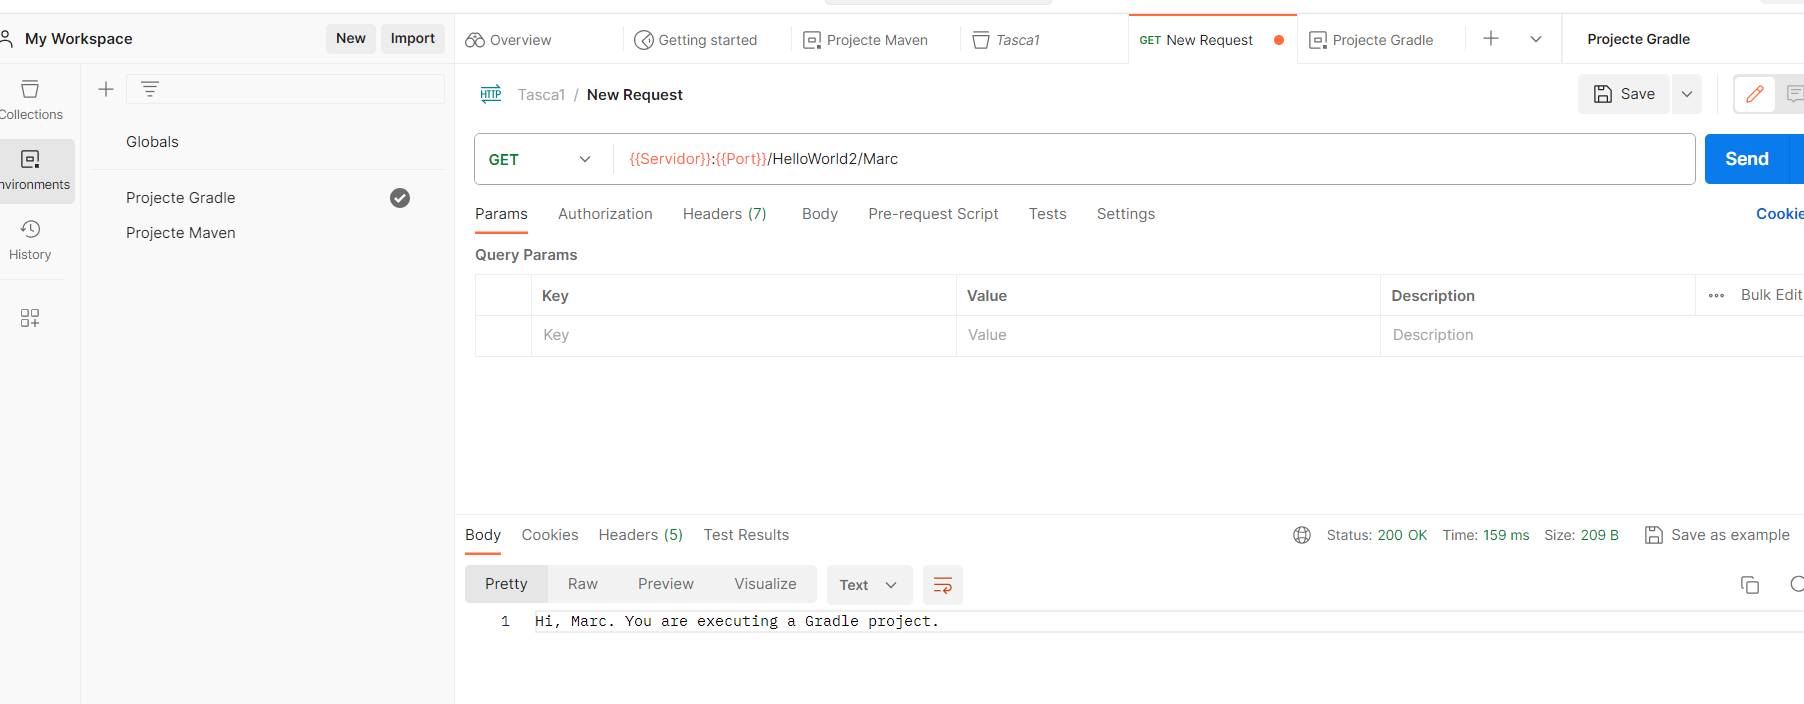 My Workspace
New
Import
Overview
Getting started
Projecte Maven
Tasca1
GET New Request
Projecte Gradle
Projecte Gradle
Collections
nvironments
History
Globals
Projecte Gradle
Projecte Maven
HTTP
Tasca1 / New Request
Save
GET
{{Servidor}}:{{Port}}/HelloWorld2/Marc
Send
Params
Authorization
Headers (7)
Body
Pre-request Script
Tests
Settings
Cookie
Query Params
Key
Value
Description
Bulk Edit
Key
Value
Description
Body
Cookies
Headers (5)
Test Results
Status: 200 OK
Time: 159 ms
Size: 209 B
Save as example
Pretty
Raw
Preview
Visualize
Text
1
Hi, Marc. You are executing a Gradle project.